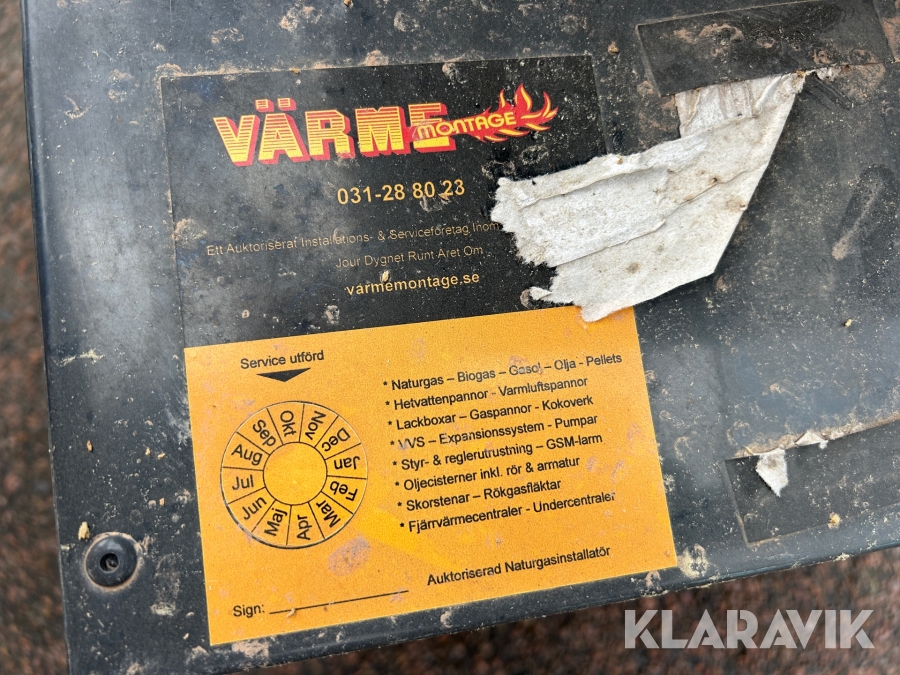 VÄRME
MONTAGE
031-28 80 23
Ett Auktoriserat Installations- & Serviceföretag Inom
Jour Dygnet Runt Året Om
varmemontage.se
Service utförd
Jan Feb Mar Apr Maj Jun Jul Aug Sep Okt Nov Dec
* Naturgas – Biogas – Gasol – Olja - Pellets
* Hetvattenpannor - Varmluftspannor
* Lackboxar – Gaspannor - Kokoverk
* VVS – Expansionssystem - Pumpar
* Styr- & reglerutrustning – GSM-larm
* Oljecisterner inkl. rör & armatur
* Skorstenar – Rökgasfläktar
* Fjärrvärmecentraler - Undercentraler
Auktoriserad Naturgasinstallatör
Sign:
KLARAVIK